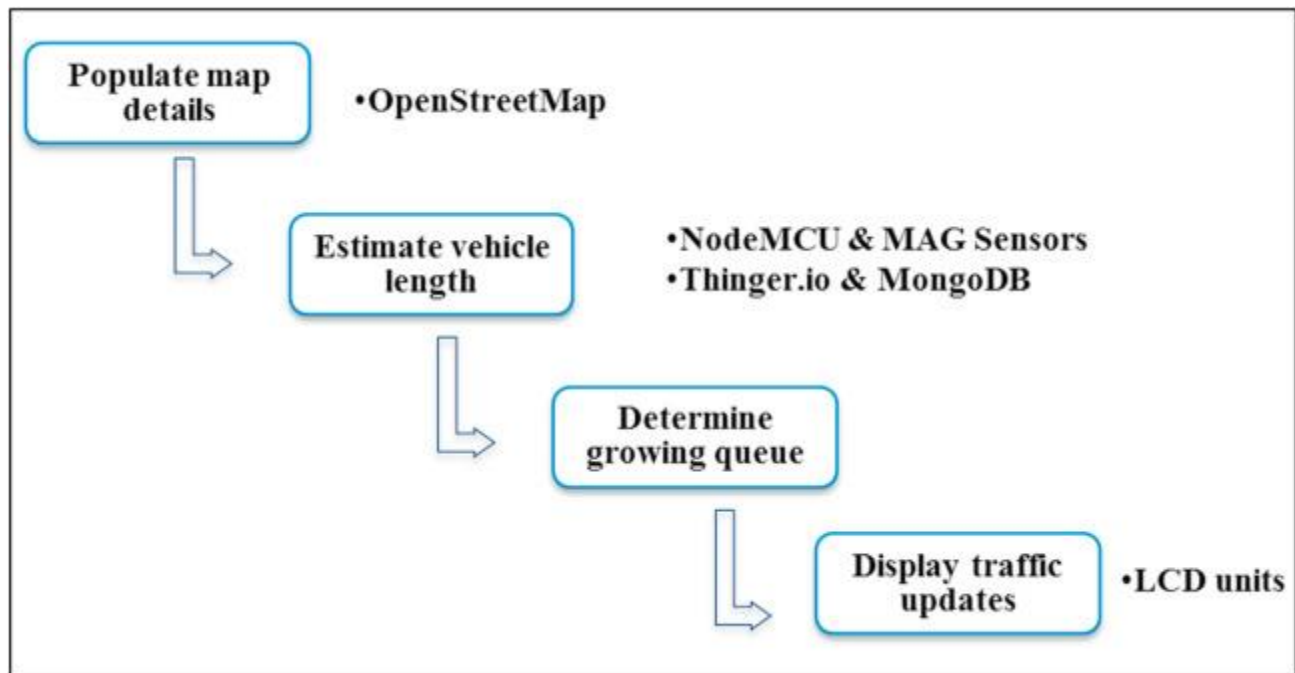 Populate map
details
•OpenStreetMap
Estimate vehicle
length
•NodeMCU & MAG Sensors
•Thinger.io & MongoDB
Determine
growing queue
Display traffic
updates
•LCD units